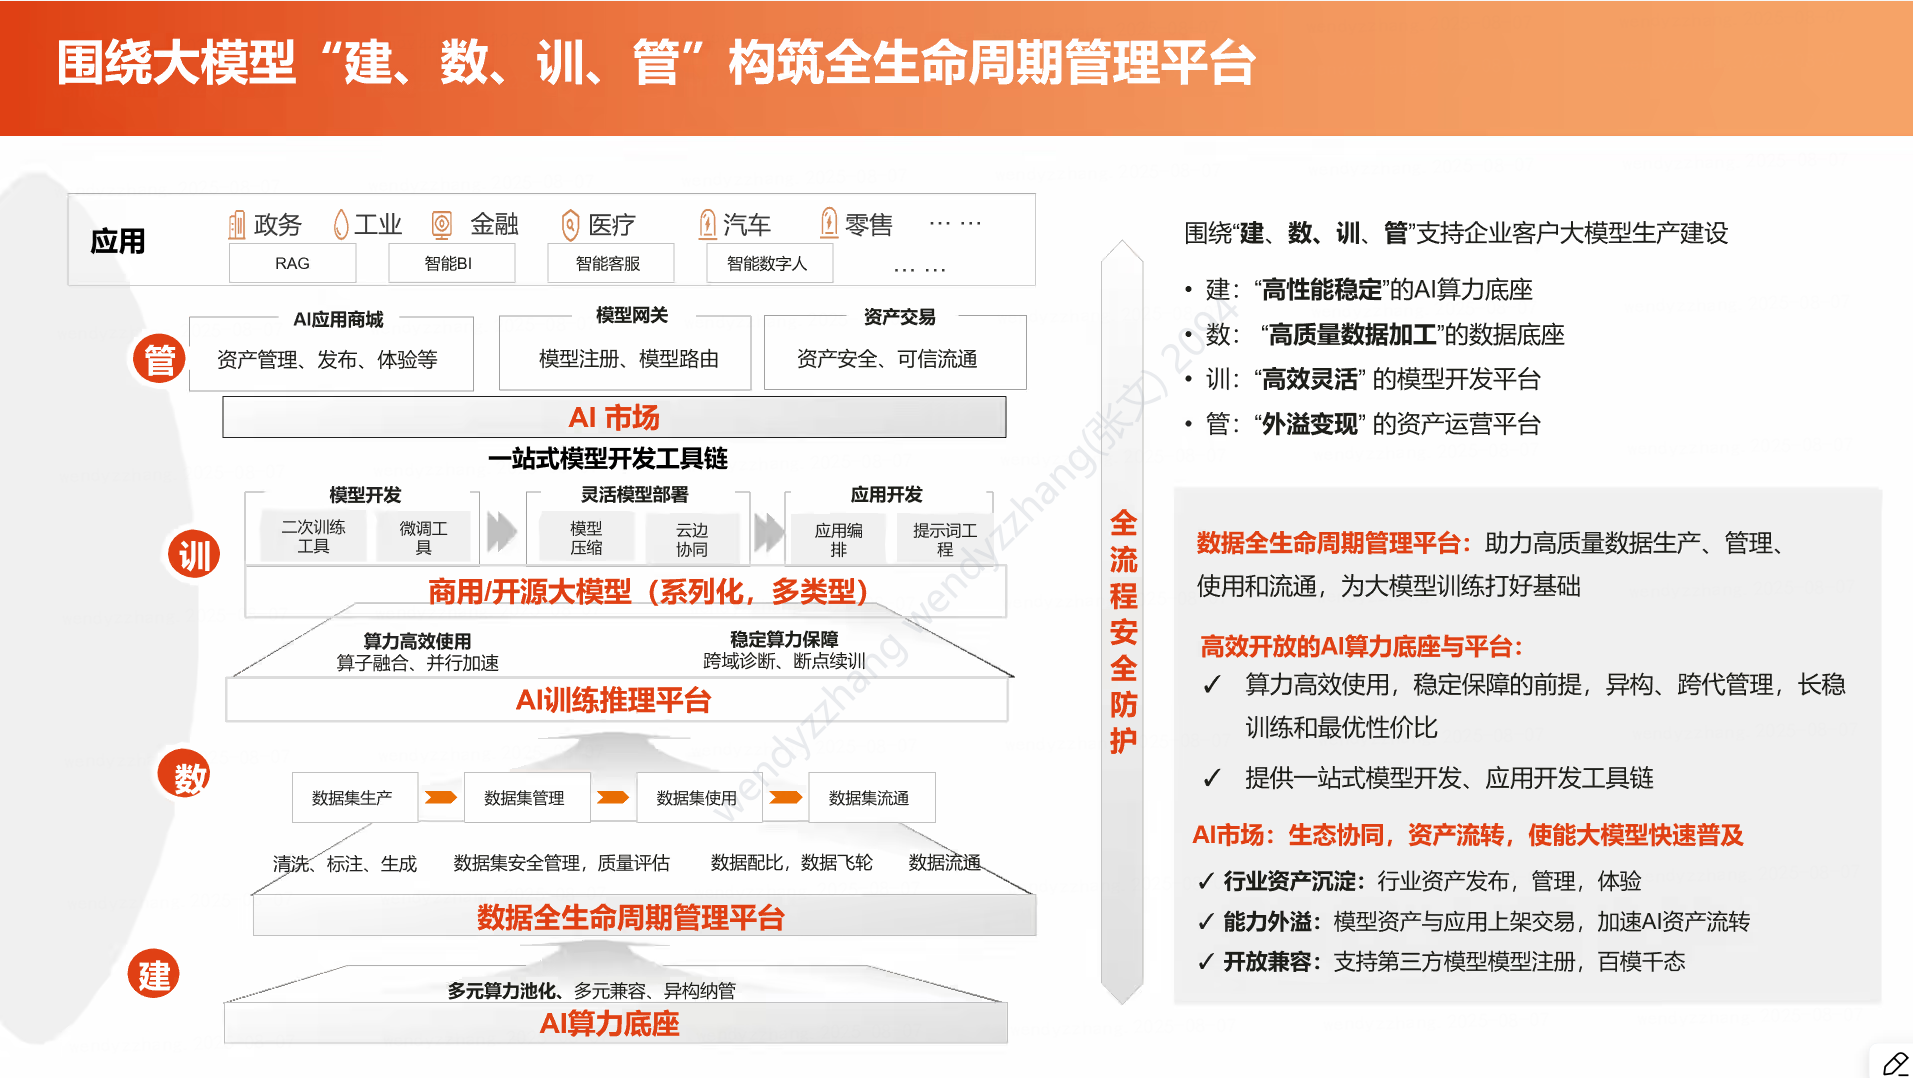 围绕大模型“建、数、训、管”构筑全生命周期管理平台
应用
政务 工业 金融 医疗 汽车 零售 … …
RAG 智能BI 智能客服 智能数字人 … …
管
AI应用商城 模型网关 资产交易
资产管理、发布、体验等 模型注册、模型路由 资产安全、可信流通
AI 市场
一站式模型开发工具链
训
模型开发 灵活模型部署 应用开发
二次训练
工具
微调工
具
模型
压缩
云边
协同
应用编
排
提示词工
程
商用/开源大模型（系列化，多类型）
算力高效使用 稳定算力保障
算子融合、并行加速 跨域诊断、断点续训
AI训练推理平台
数
数据集生产 数据集管理 数据集使用 数据集流通
清洗、标注、生成 数据集安全管理，质量评估 数据配比，数据飞轮 数据流通
数据全生命周期管理平台
建
多元算力池化、多元兼容、异构纳管
AI算力底座
全
流
程
安
全
防
护
围绕“建、数、训、管”支持企业客户大模型生产建设
• 建：“高性能稳定”的AI算力底座
• 数： “高质量数据加工”的数据底座
• 训：“高效灵活” 的模型开发平台
• 管：“外溢变现” 的资产运营平台
数据全生命周期管理平台：助力高质量数据生产、管理、
使用和流通，为大模型训练打好基础
高效开放的AI算力底座与平台：
✓ 算力高效使用，稳定保障的前提，异构、跨代管理，长稳
训练和最优性价比
✓ 提供一站式模型开发、应用开发工具链
AI市场：生态协同，资产流转，使能大模型快速普及
✓ 行业资产沉淀：行业资产发布，管理，体验
✓ 能力外溢：模型资产与应用上架交易，加速AI资产流转
✓ 开放兼容：支持第三方模型模型注册，百模千态
wendyzzhang wendyzzhang(张文) 2094